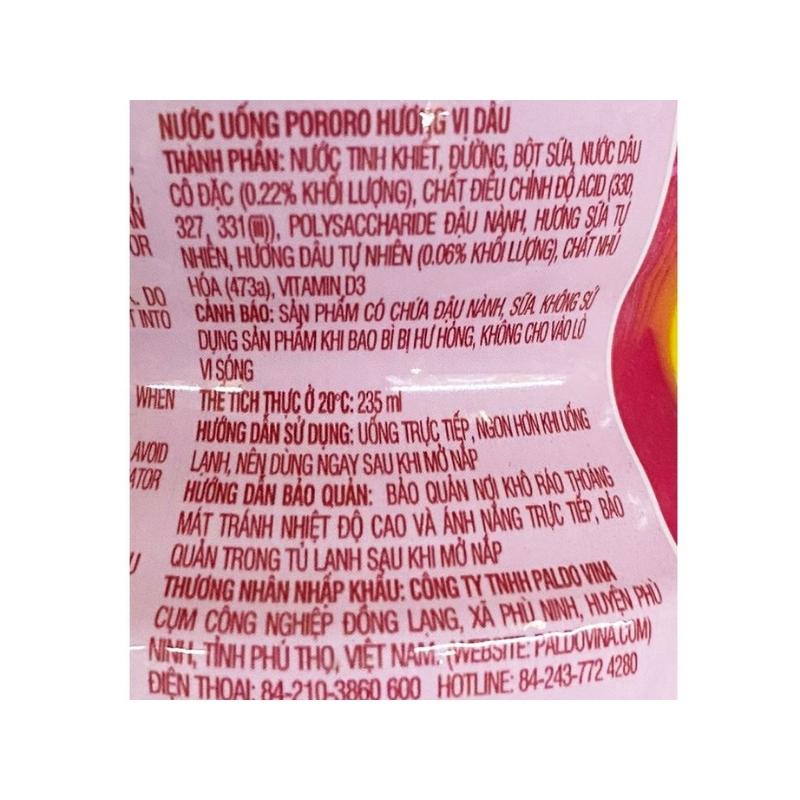 NƯỚC UỐNG PORORO HƯƠNG VỊ DÂU
THÀNH PHẦN: NƯỚC TINH KHIẾT, ĐƯỜNG, BỘT SỮA, NƯỚC DÂU
CÔ ĐẶC (0.22% KHỐI LƯỢNG), CHẤT ĐIỀU CHỈNH ĐỘ ACID (330,
327, 331(iii)), POLYSACCHARIDE ĐẬU NÀNH, HƯƠNG SỮA TỰ
OR
NHIÊN, HƯƠNG DÂU TỰ NHIÊN (0.06% KHỐI LƯỢNG), CHẤT NHŨ
HÓA (473a), VITAMIN D3
DO
CẢNH BÁO: SẢN PHẨM CÓ CHỨA ĐẬU NÀNH, SỮA. KHÔNG SỬ
INTO
DỤNG SẢN PHẨM KHI BAO BÌ BỊ HƯ HỎNG, KHÔNG CHO VÀO LÒ
VI SÓNG
WHEN
THỂ TÍCH THỰC Ở 20°C: 235 ml
HƯỚNG DẪN SỬ DỤNG: UỐNG TRỰC TIẾP, NGON HƠN KHI UỐNG
AVOID
LẠNH, NÊN DÙNG NGAY SAU KHI MỞ NẮP
ATOR
HƯỚNG DẪN BẢO QUẢN: BẢO QUẢN NƠI KHÔ RÁO THOÁNG
MÁT TRÁNH NHIỆT ĐỘ CAO VÀ ÁNH NẮNG TRỰC TIẾP, BẢO
QUẢN TRONG TỦ LẠNH SAU KHI MỞ NẮP
THƯƠNG NHÂN NHẬP KHẨU: CÔNG TY TNHH PALDO VINA
CỤM CÔNG NGHIỆP ĐỒNG LẠNG, XÃ PHÙ NINH, HUYỆN PHÙ
NINH, TỈNH PHÚ THỌ, VIỆT NAM. (WEBSITE: PALDOVINA.COM)
ĐIỆN THOẠI: 84-210-3860 600 HOTLINE: 84-243-772 4280